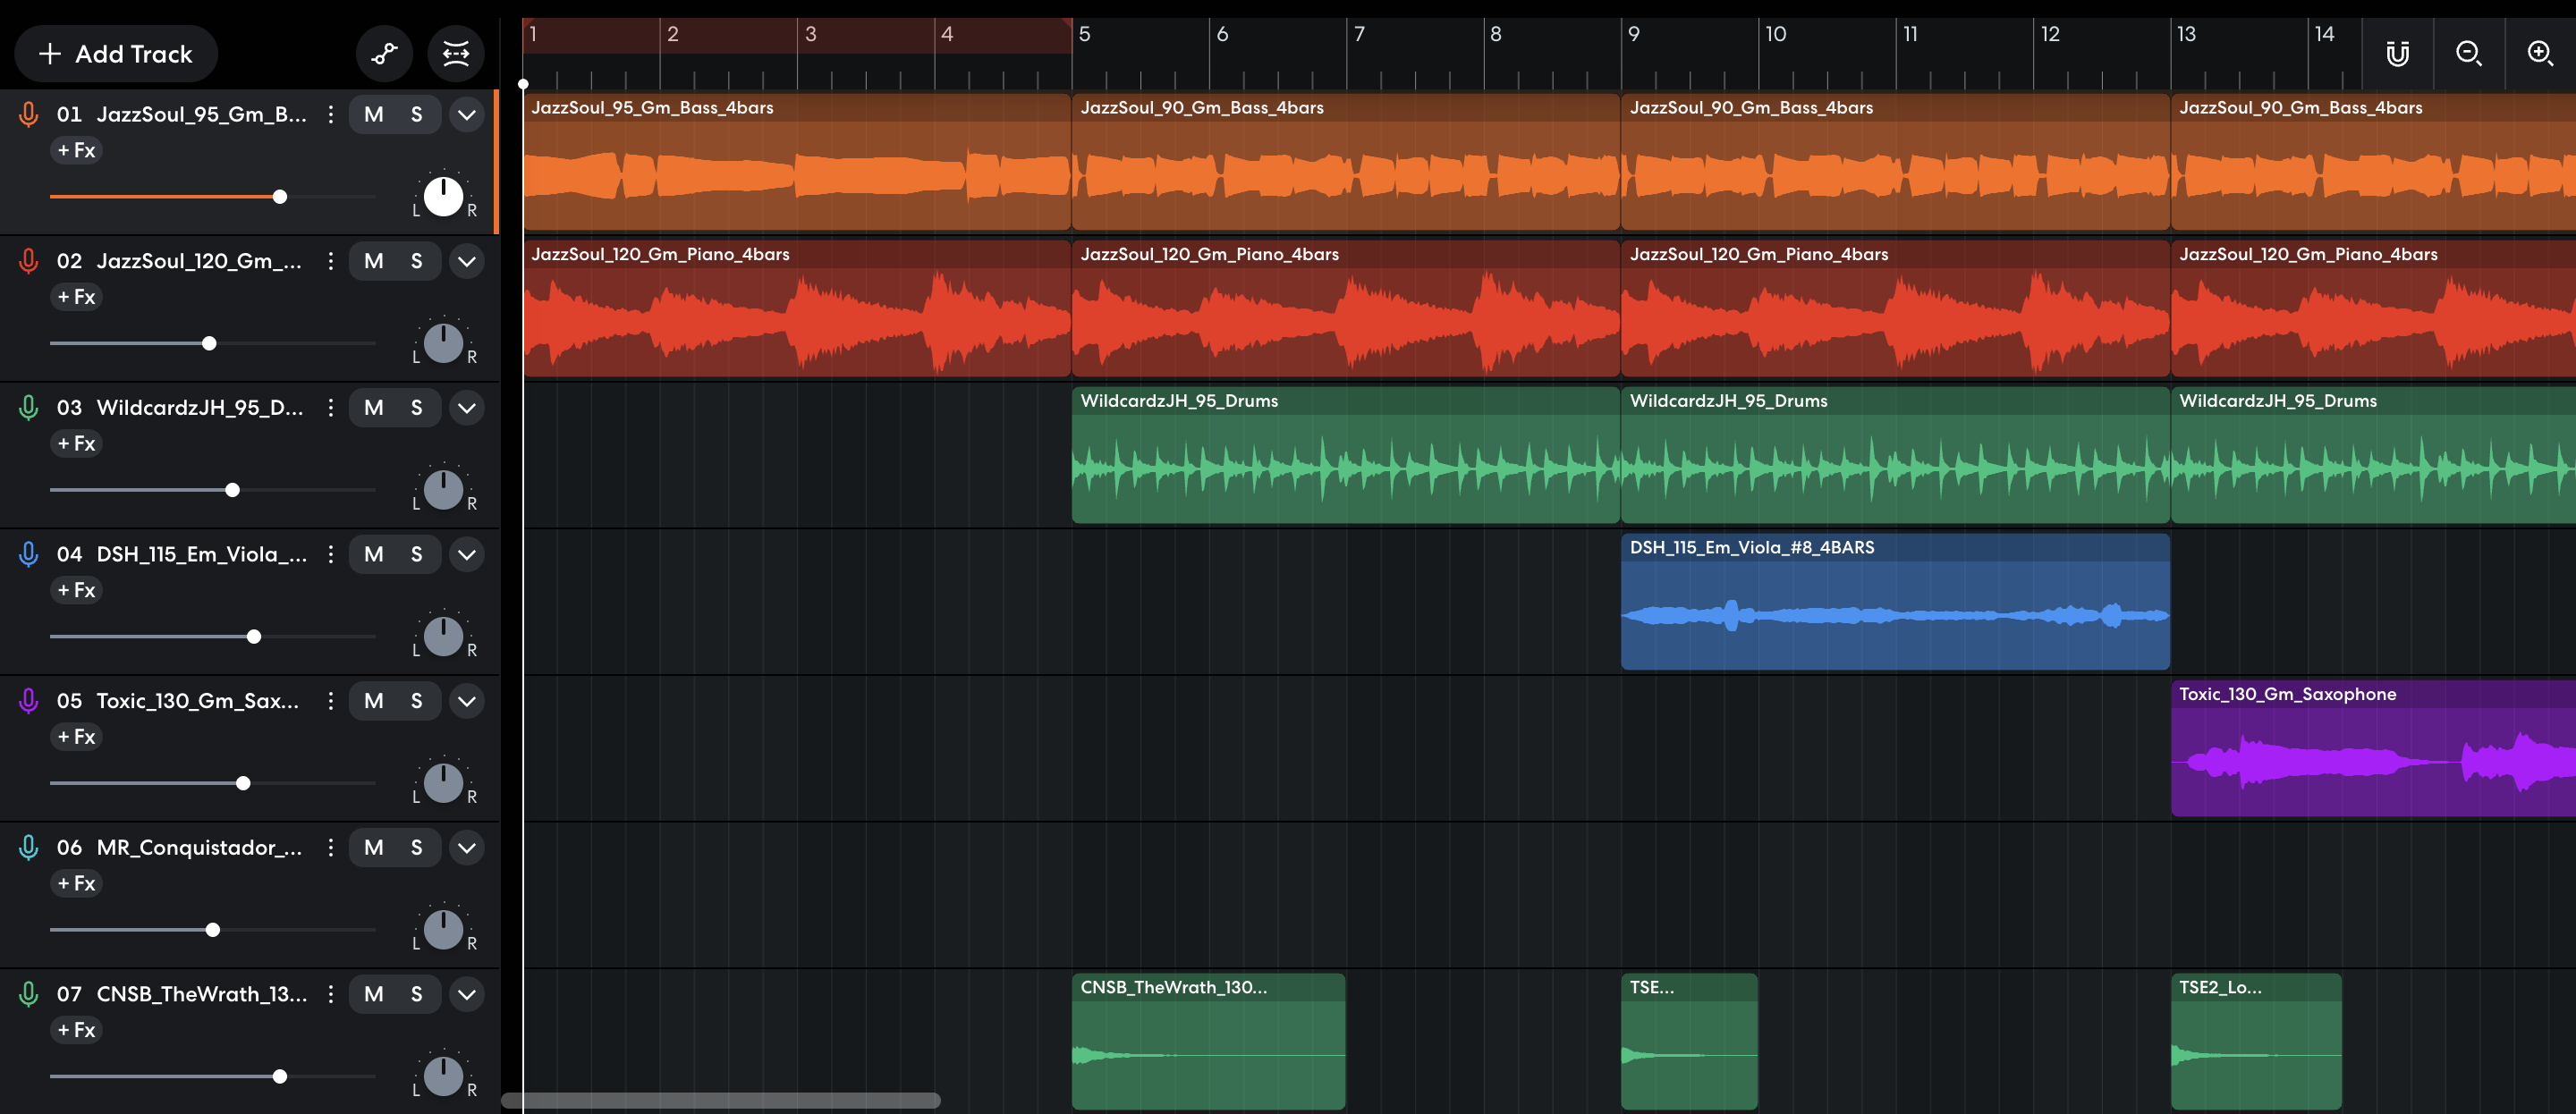 Add Track
1 2 3 4 5 6 7 8 9 10 11 12 13 14
01 JazzSoul_95_Gm_B... M S
+ Fx
L R
JazzSoul_95_Gm_Bass_4bars JazzSoul_90_Gm_Bass_4bars JazzSoul_90_Gm_Bass_4bars JazzSoul_90_Gm_Bass_4bars
02 JazzSoul_120_Gm_... M S
+ Fx
L R
JazzSoul_120_Gm_Piano_4bars JazzSoul_120_Gm_Piano_4bars JazzSoul_120_Gm_Piano_4bars JazzSoul_120_Gm_Piano_4bars
03 WildcardzJH_95_D... M S
+ Fx
L R
WildcardzJH_95_Drums WildcardzJH_95_Drums WildcardzJH_95_Drums
04 DSH_115_Em_Viola_... M S
+ Fx
L R
DSH_115_Em_Viola_#8_4BARS
05 Toxic_130_Gm_Sax... M S
+ Fx
L R
Toxic_130_Gm_Saxophone
06 MR_Conquistador_... M S
+ Fx
L R
07 CNSB_TheWrath_13... M S
+ Fx
L R
CNSB_TheWrath_130... TSE... TSE2_Lo...